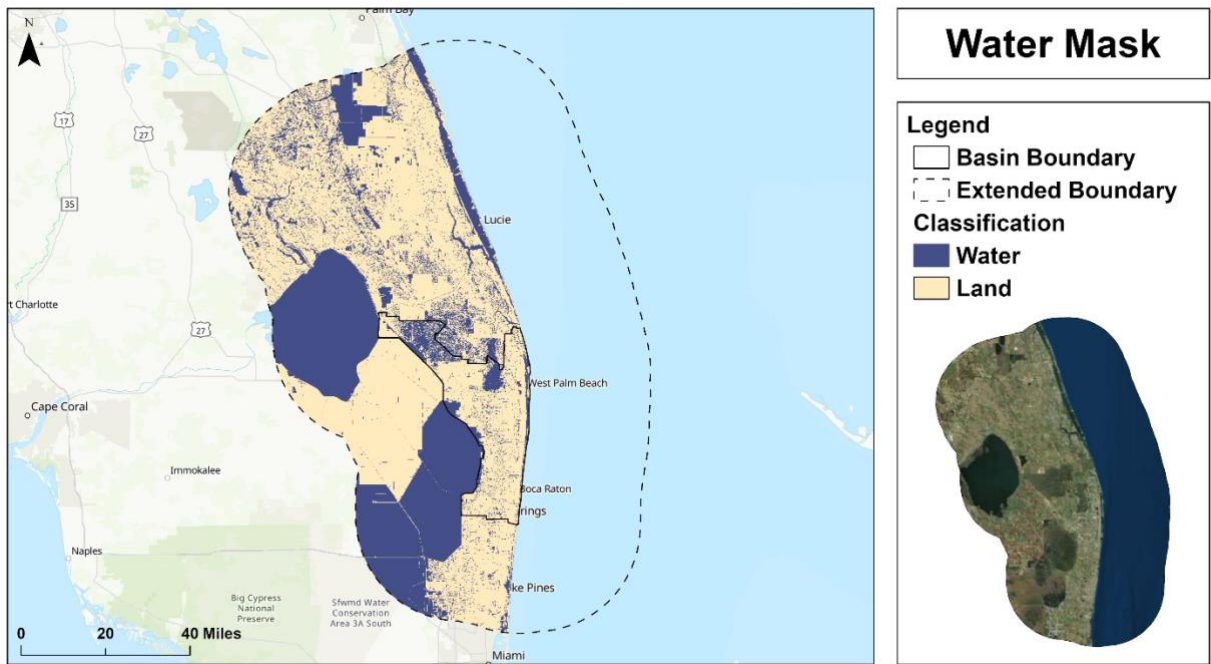 Palm Bay
N
17
27
35
Lucie
rt Charlotte
27
West Palm Beach
Cape Coral
Immokalee
Boca Raton
rings
Naples
ke Pines
Big Cypress
National
Preserve
Sfwmd Water
Conservation
Area 3A South
0 20 40 Miles
Miami
Water Mask
Legend
Basin Boundary
Extended Boundary
Classification
Water
Land